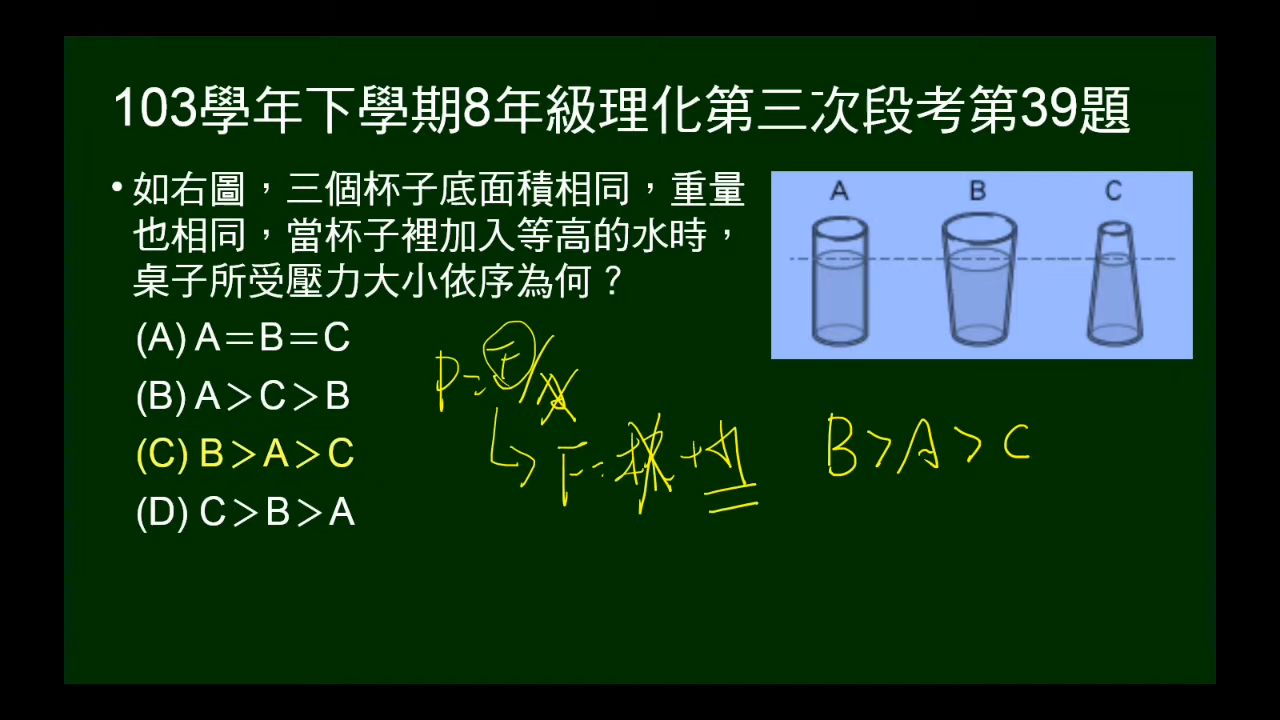 103學年下學期8年級理化第三次段考第39題
• 如右圖，三個杯子底面積相同，重量
也相同，當杯子裡加入等高的水時，
桌子所受壓力大小依序為何？
(A) A＝B＝C
(B) A＞C＞B
(C) B＞A＞C
(D) C＞B＞A
A B C
P=F/A
F=杯+水
B>A>C